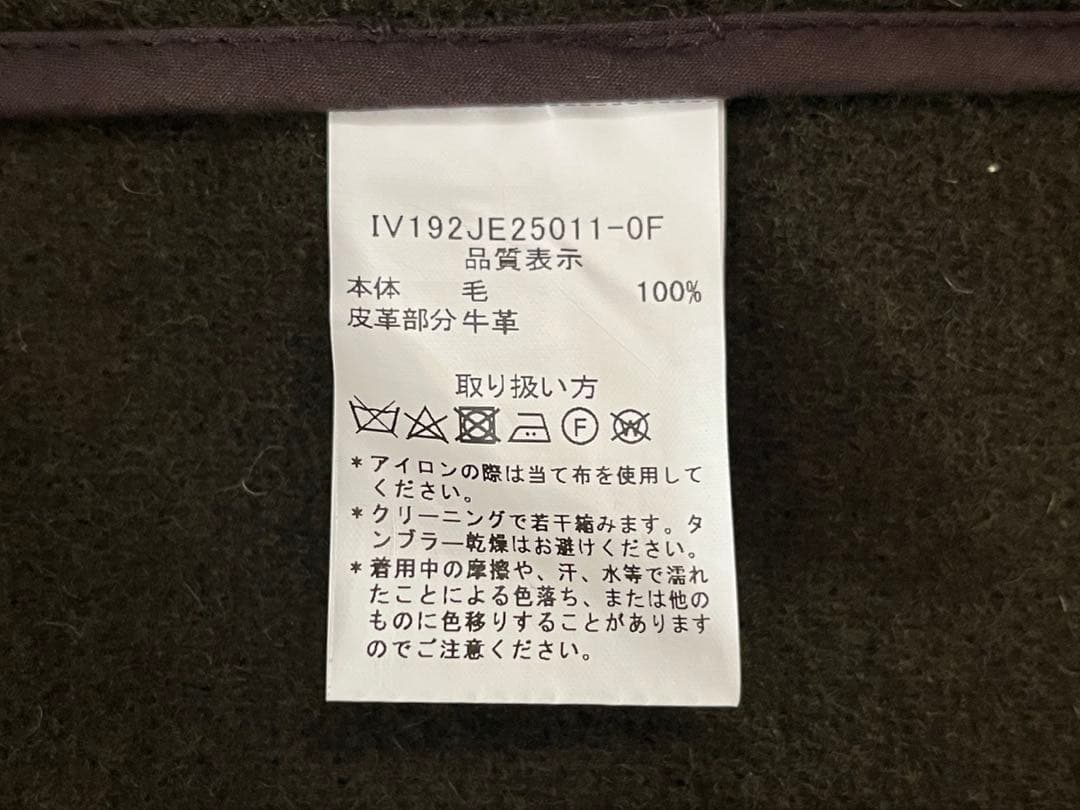 IV192JE25011-0F
品質表示
本体 毛 100%
皮革部分 牛革
取り扱い方
F W
*アイロンの際は当て布を使用して
ください。
*クリーニングで若干縮みます。タ
ンブラー乾燥はお避けください。
*着用中の摩擦や、汗、水等で濡れ
たことによる色落ち、または他の
ものに色移りすることがあります
のでご注意ください。